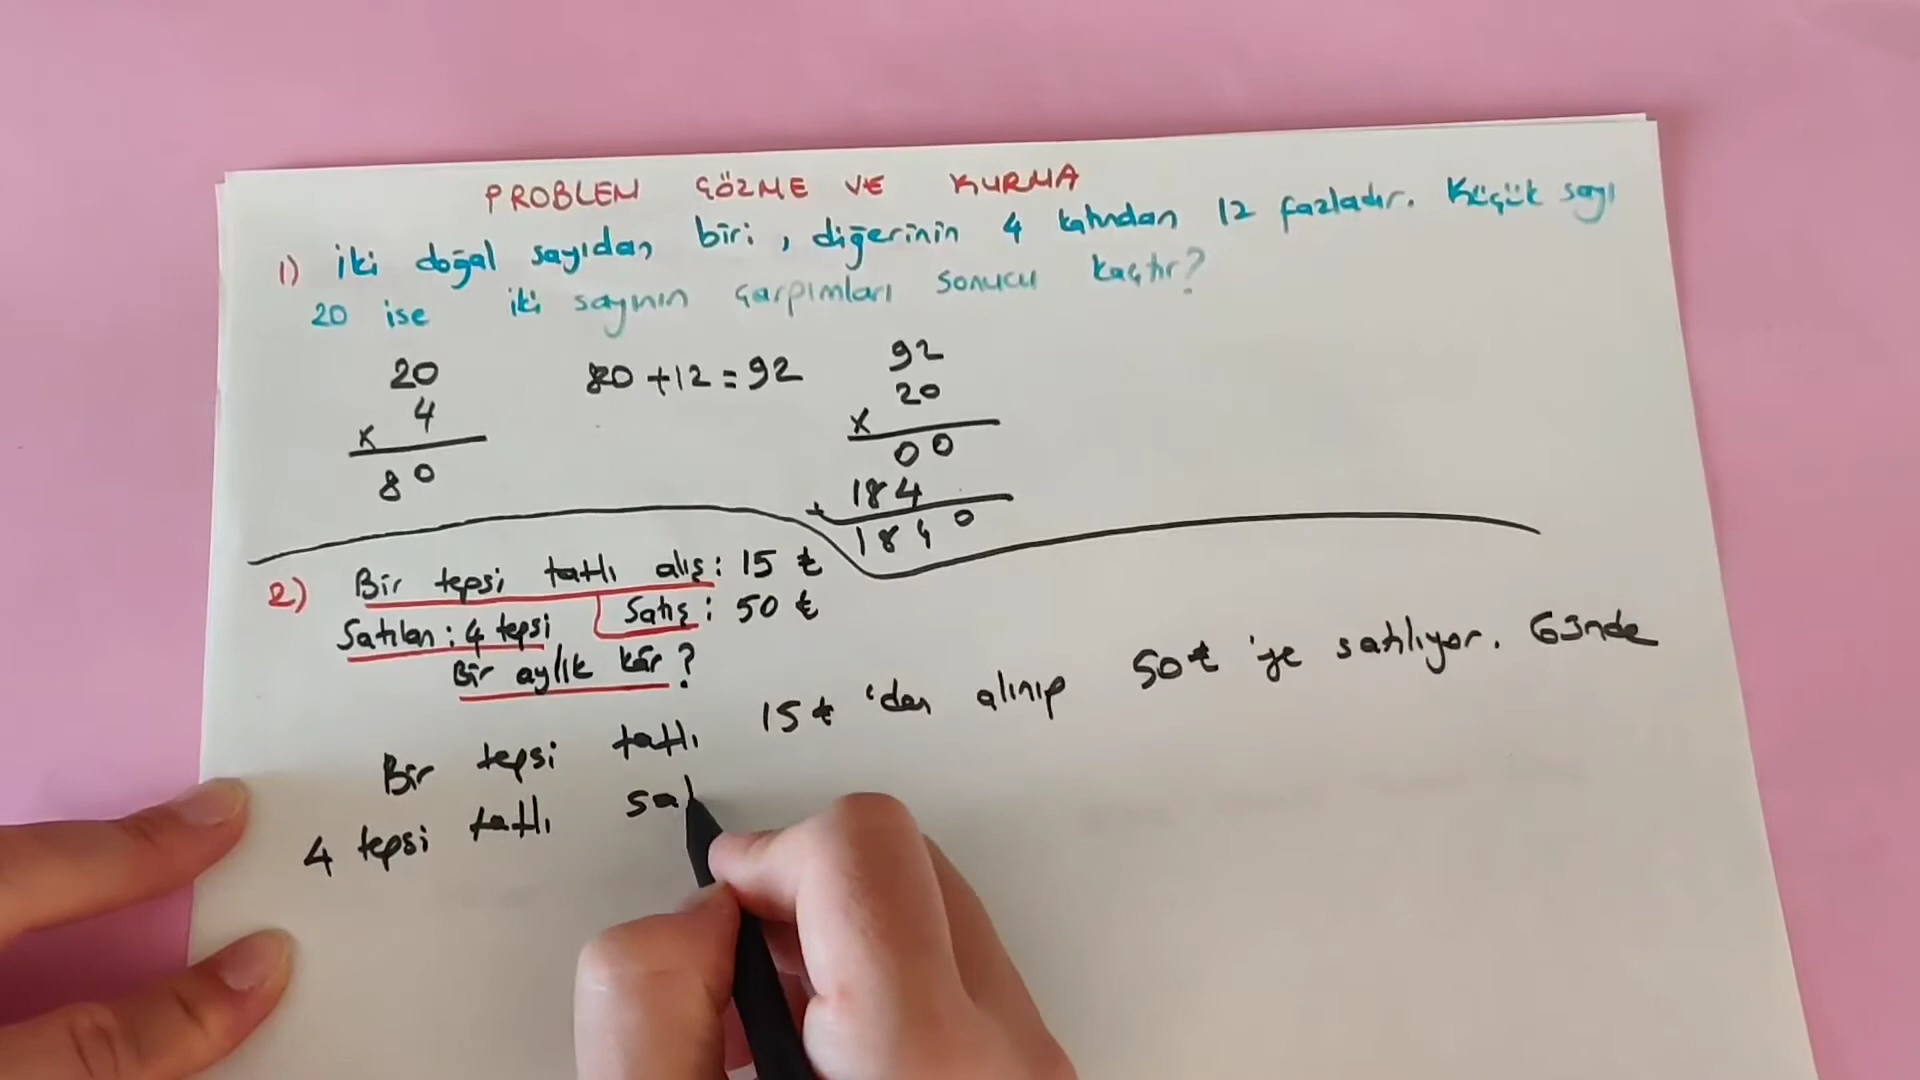 PROBLEM ÇÖZME VE KURMA
1) İki doğal sayıdan biri, diğerinin 4 katından 12 fazladır. Küçük sayı
20 ise iki sayının çarpımları sonucu kaçtır?
20
x 4
80
80 +12 = 92
92
x 20
00
+ 184
1840
2) Bir tepsi tatlı alış: 15 ₺
Satılan: 4 tepsi Satış: 50 ₺
Bir aylık kâr?
Bir tepsi tatlı 15₺ 'den alınıp 50₺ 'ye satılıyor. Günde
4 tepsi tatlı sat